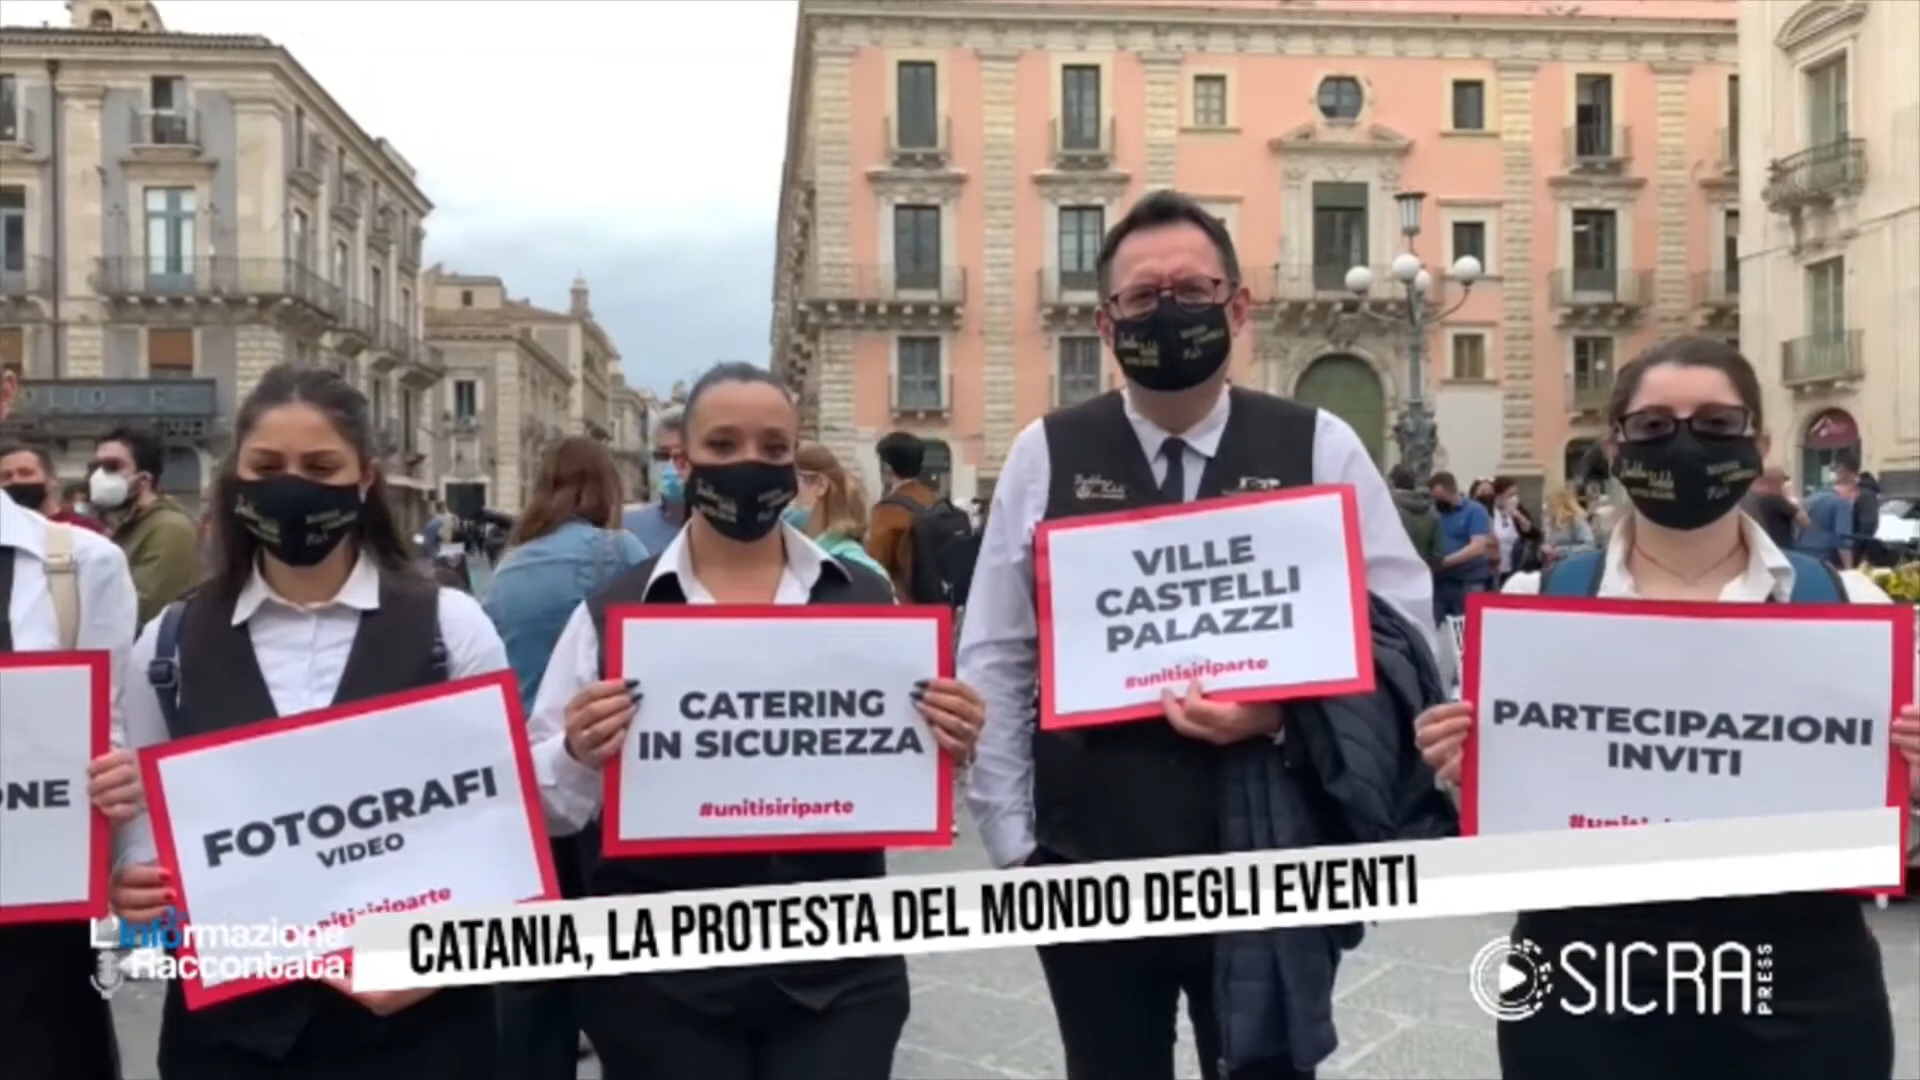 VILLE
CASTELLI
PALAZZI
#unitisiriparte
CATERING
IN SICUREZZA
#unitisiriparte
PARTECIPAZIONI
INVITI
FOTOGRAFI
VIDEO
L'Informazione
Raccontata
CATANIA, LA PROTESTA DEL MONDO DEGLI EVENTI
SICRA
PRESS